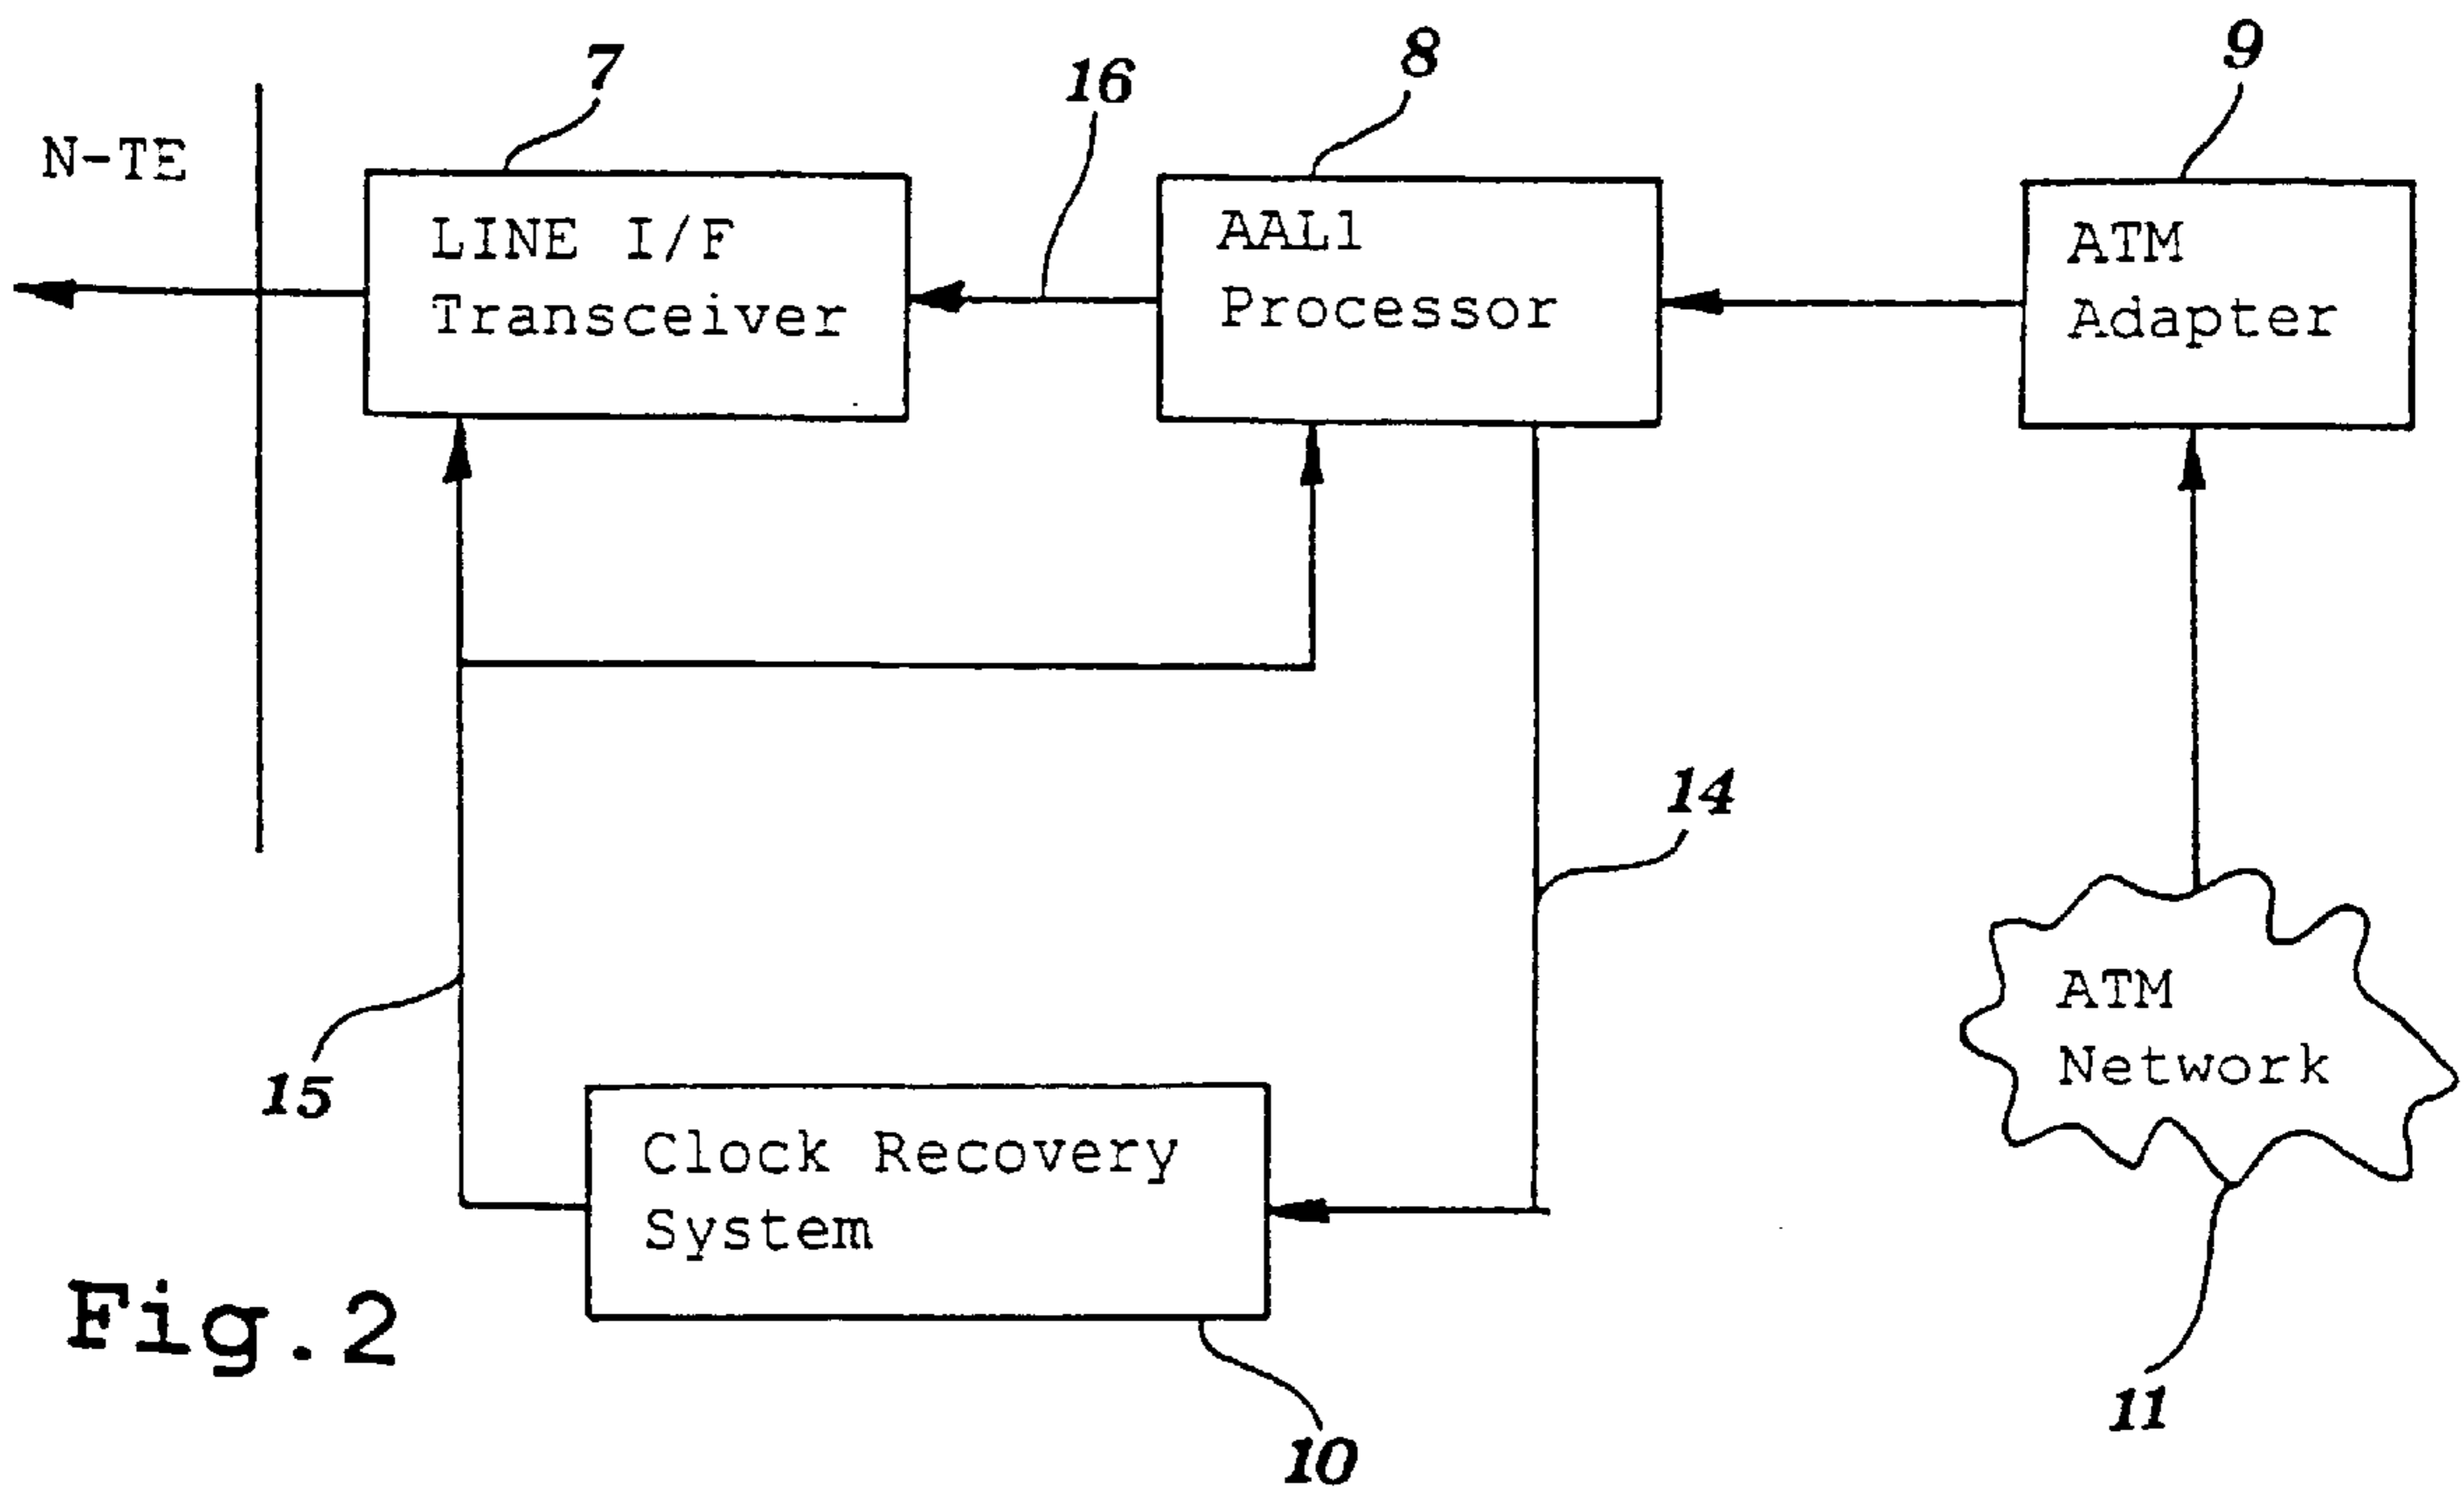 7
16
8
9
N-TE
LINE I/F
Transceiver
AAL1
Processor
ATM
Adapter
14
ATM
Network
15
Clock Recovery
System
Fig.2
10
11